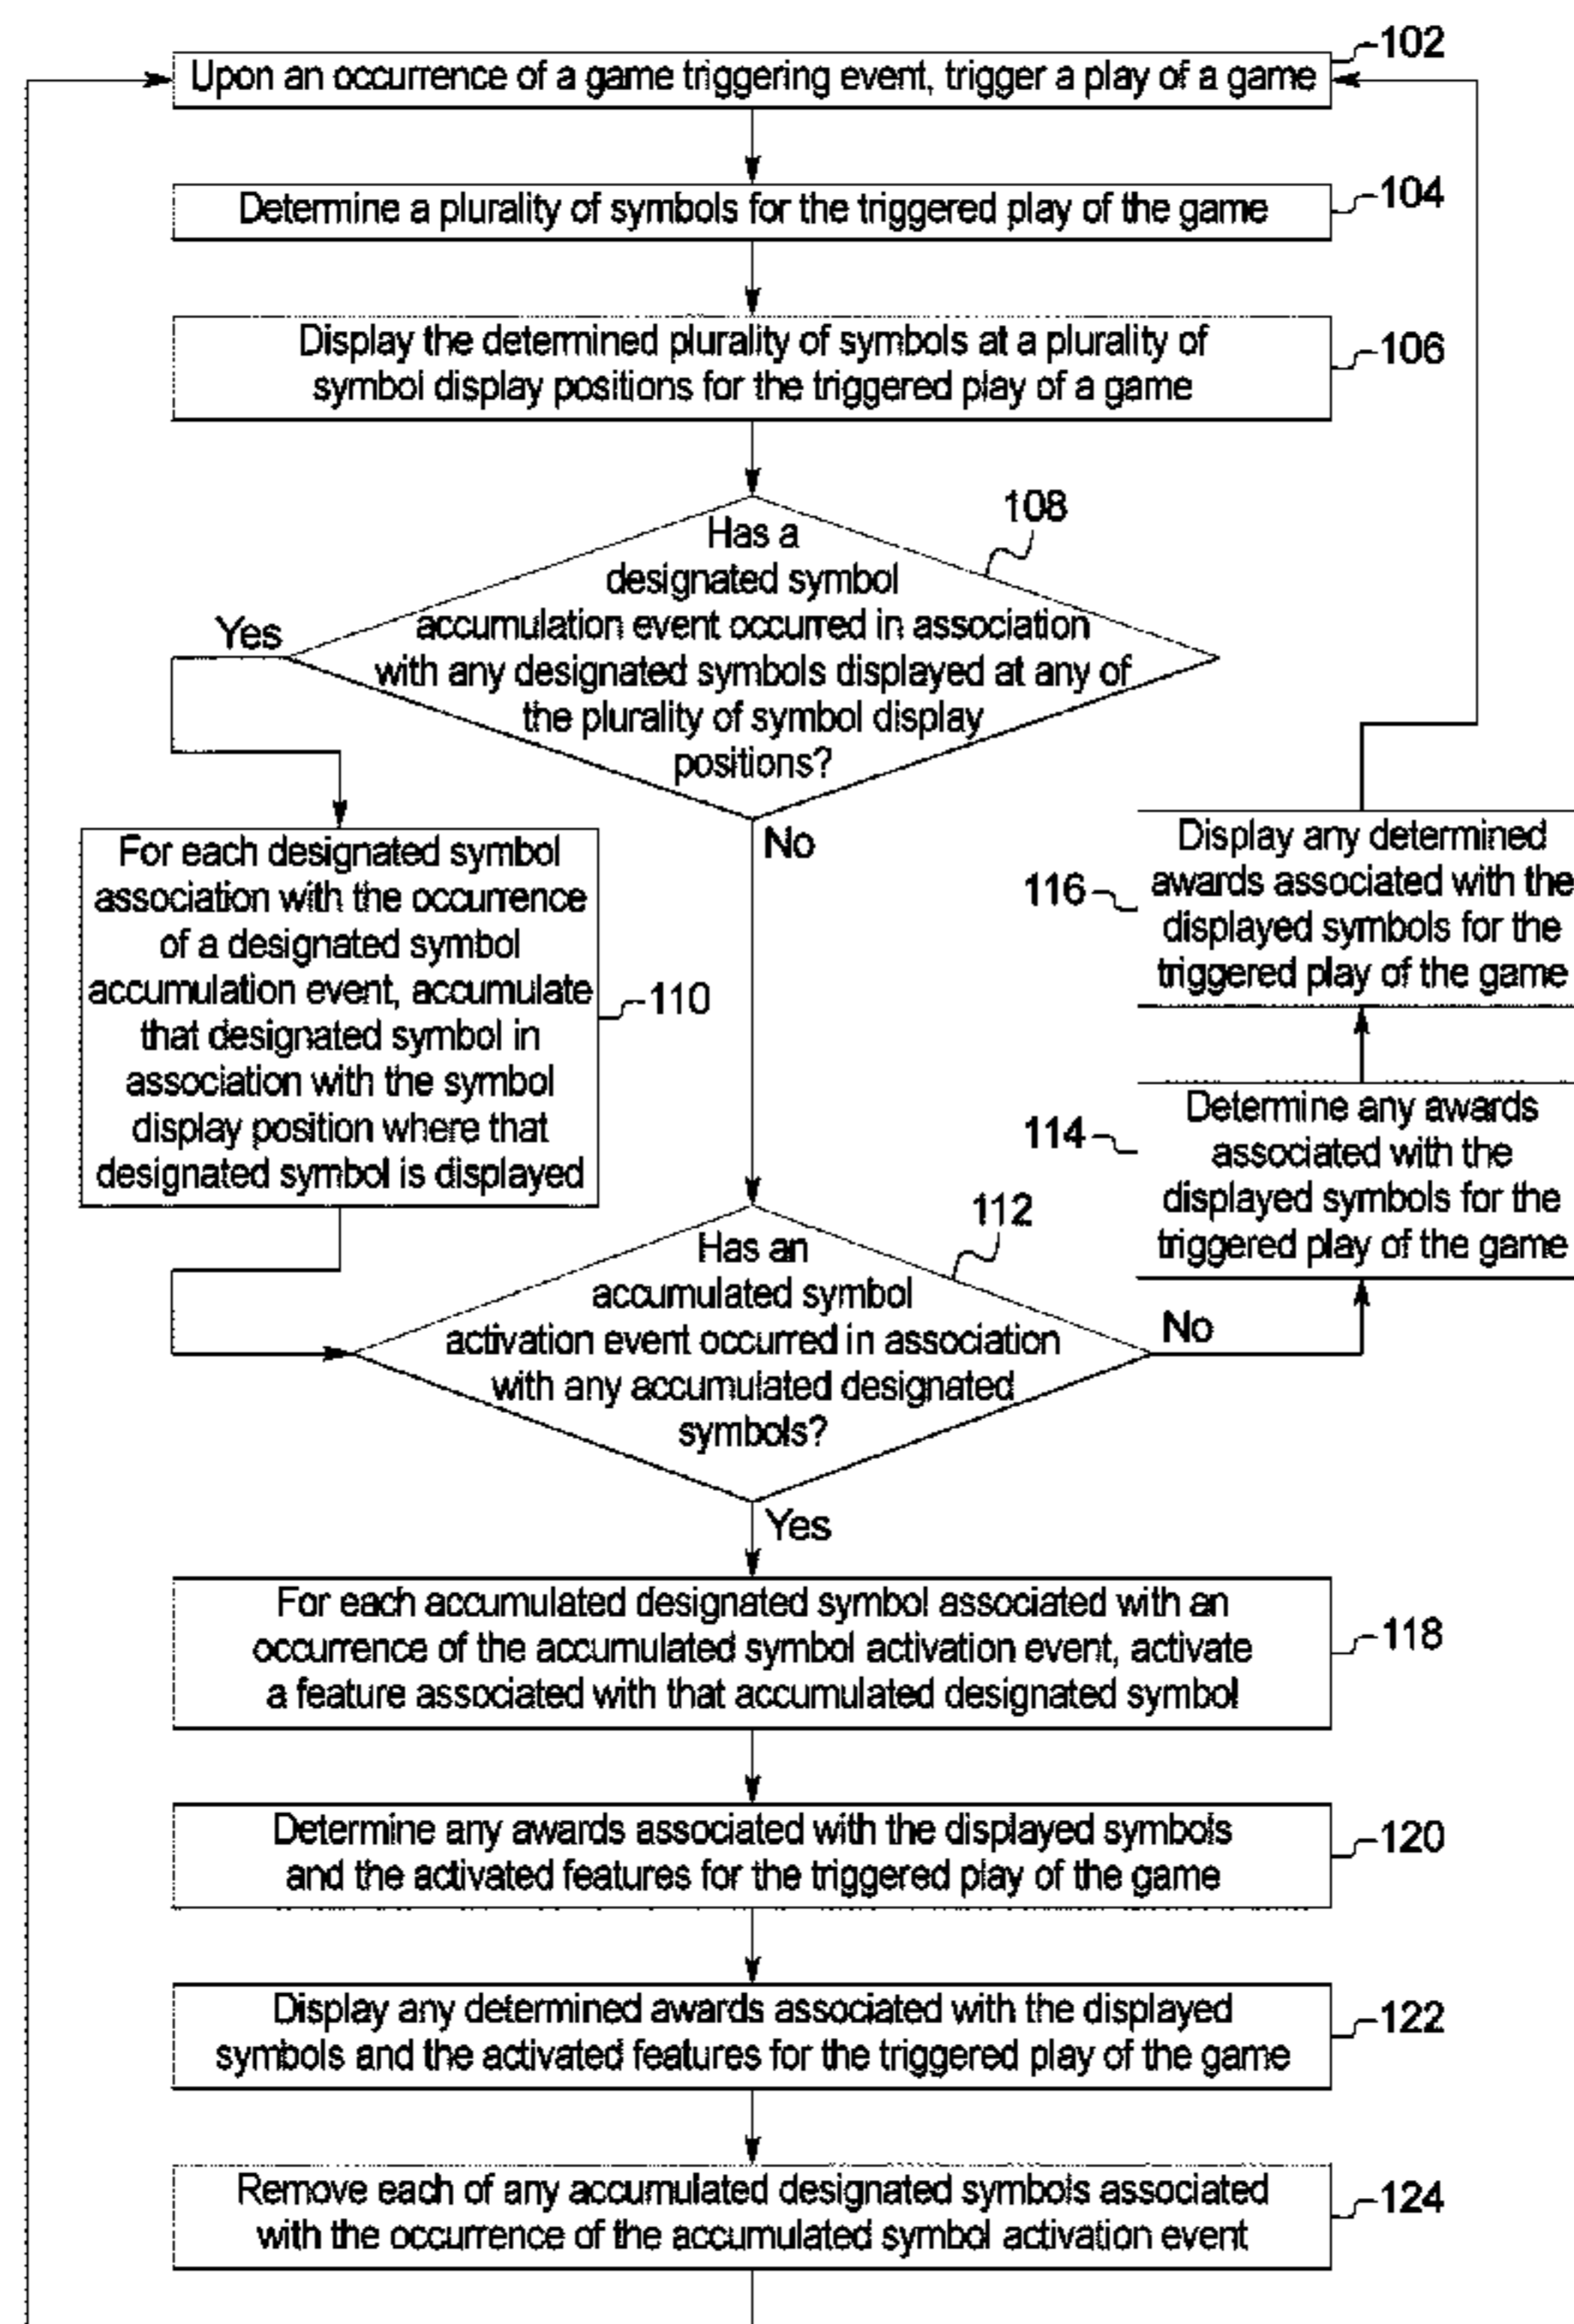 102
Upon an occurrence of a game triggering event, trigger a play of a game
Determine a plurality of symbols for the triggered play of the game
104
Display the determined plurality of symbols at a plurality of
symbol display positions for the triggered play of a game
106
108
Has a
designated symbol
accumulation event occurred in association
with any designated symbols displayed at any of
the plurality of symbol display
positions?
Yes
No
For each designated symbol
association with the occurrence
of a designated symbol
accumulation event, accumulate
that designated symbol in
association with the symbol
display position where that
designated symbol is displayed
110
Display any determined
awards associated with the
displayed symbols for the
triggered play of the game
116
Determine any awards
associated with the
displayed symbols for the
triggered play of the game
114
112
Has an
accumulated symbol
activation event occurred in association
with any accumulated designated
symbols?
No
Yes
For each accumulated designated symbol associated with an
occurrence of the accumulated symbol activation event, activate
a feature associated with that accumulated designated symbol
118
Determine any awards associated with the displayed symbols
and the activated features for the triggered play of the game
120
Display any determined awards associated with the displayed
symbols and the activated features for the triggered play of the game
122
Remove each of any accumulated designated symbols associated
with the occurrence of the accumulated symbol activation event
124